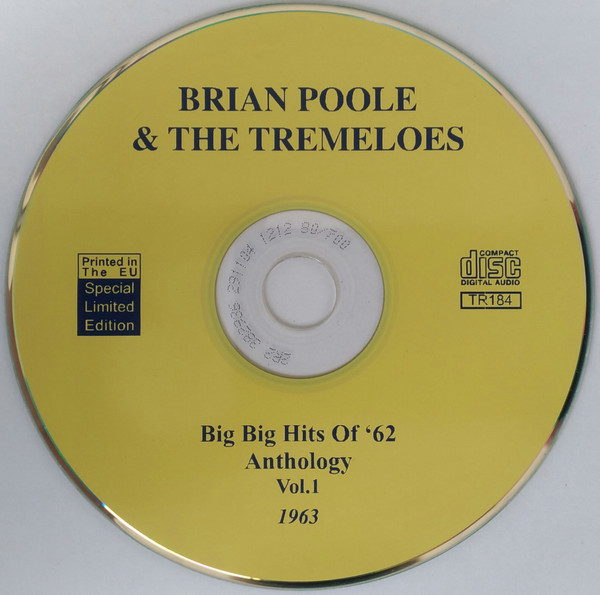 BRIAN POOLE
& THE TREMELOES
Printed in
The EU
Special
Limited
Edition
COMPACT
disc
DIGITAL AUDIO
TR184
Big Big Hits Of ‘62
Anthology
Vol.1
1963